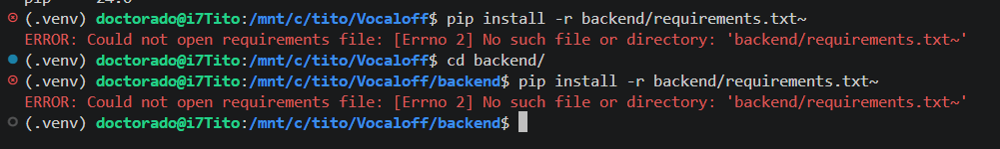 (.venv) doctorado@i7Tito:/mnt/c/tito/Vocaloff$ pip install -r backend/requirements.txt~
ERROR: Could not open requirements file: [Errno 2] No such file or directory: 'backend/requirements.txt~'
(.venv) doctorado@i7Tito:/mnt/c/tito/Vocaloff$ cd backend/
(.venv) doctorado@i7Tito:/mnt/c/tito/Vocaloff/backend$ pip install -r backend/requirements.txt~
ERROR: Could not open requirements file: [Errno 2] No such file or directory: 'backend/requirements.txt~'
(.venv) doctorado@i7Tito:/mnt/c/tito/Vocaloff/backend$